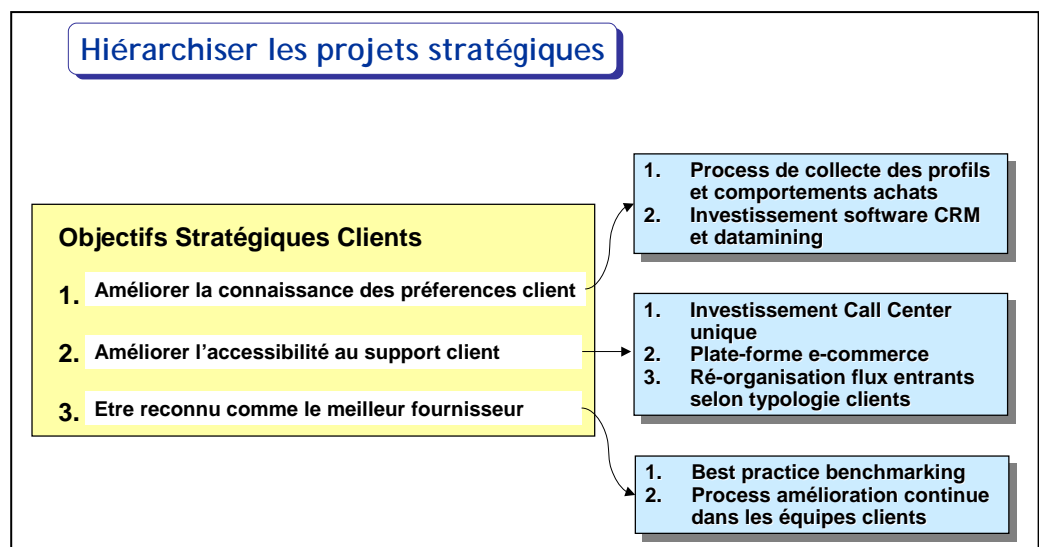 Hiérarchiser les projets stratégiques
Objectifs Stratégiques Clients
1. Améliorer la connaissance des préferences client
2. Améliorer l'accessibilité au support client
3. Etre reconnu comme le meilleur fournisseur
1. Process de collecte des profils
et comportements achats
2. Investissement software CRM
et datamining
1. Investissement Call Center
unique
2. Plate-forme e-commerce
3. Ré-organisation flux entrants
selon typologie clients
1. Best practice benchmarking
2. Process amélioration continue
dans les équipes clients